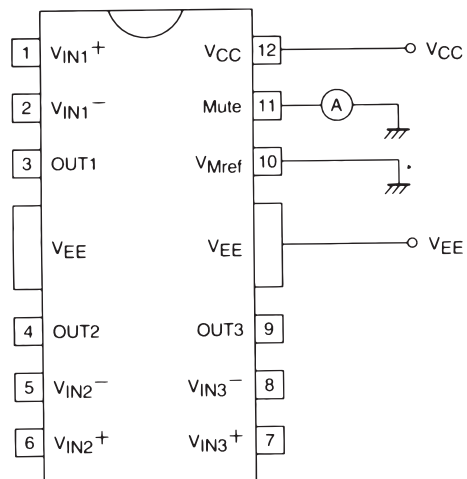 1 VIN1+ VCC 12 VCC
2 VIN1− Mute 11 A
3 OUT1 VMref 10
VEE VEE VEE
4 OUT2 OUT3 9
5 VIN2− VIN3− 8
6 VIN2+ VIN3+ 7